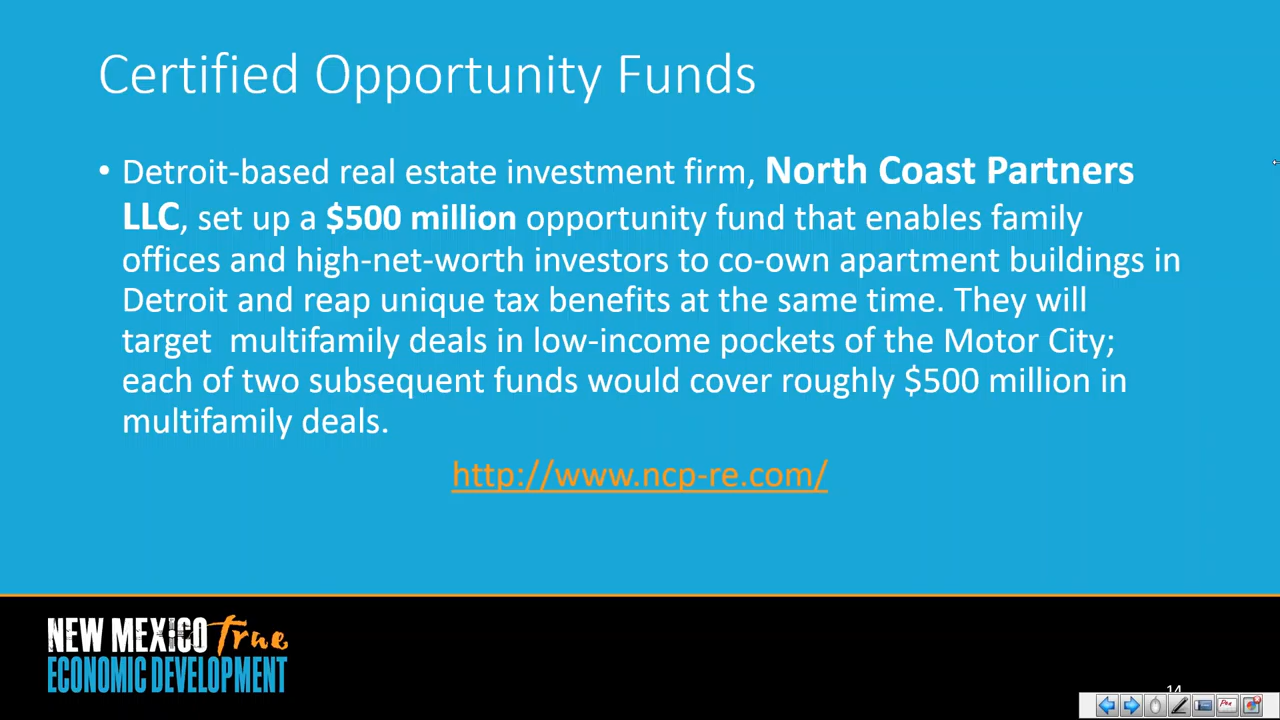 Certified Opportunity Funds
• Detroit-based real estate investment firm, North Coast Partners
LLC, set up a $500 million opportunity fund that enables family
offices and high-net-worth investors to co-own apartment buildings in
Detroit and reap unique tax benefits at the same time. They will
target  multifamily deals in low-income pockets of the Motor City;
each of two subsequent funds would cover roughly $500 million in
multifamily deals.
http://www.ncp-re.com/
NEW MEXICO True
ECONOMIC DEVELOPMENT
14